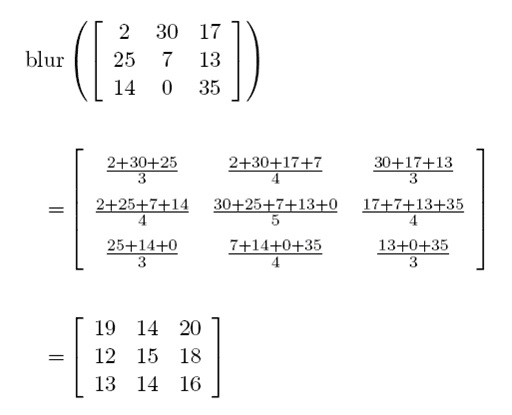 blur ( [ 2 30 17
25 7 13
14 0 35 ] )
= [ (2+30+25)/3 (2+30+17+7)/4 (30+17+13)/3
(2+25+7+14)/4 (30+25+7+13+0)/5 (17+7+13+35)/4
(25+14+0)/3 (7+14+0+35)/4 (13+0+35)/3 ]
= [ 19 14 20
12 15 18
13 14 16 ]